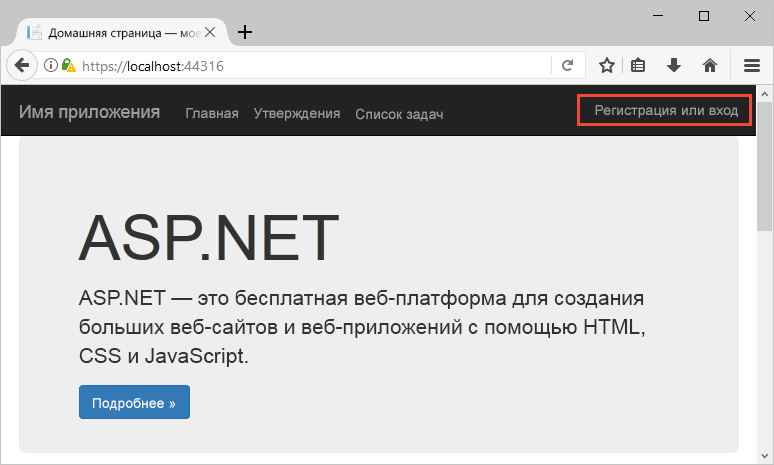 Домашняя страница — мое
https://localhost:44316
Имя приложения Главная Утверждения Список задач Регистрация или вход
ASP.NET
ASP.NET — это бесплатная веб-платформа для создания
больших веб-сайтов и веб-приложений с помощью HTML,
CSS и JavaScript.
Подробнее »